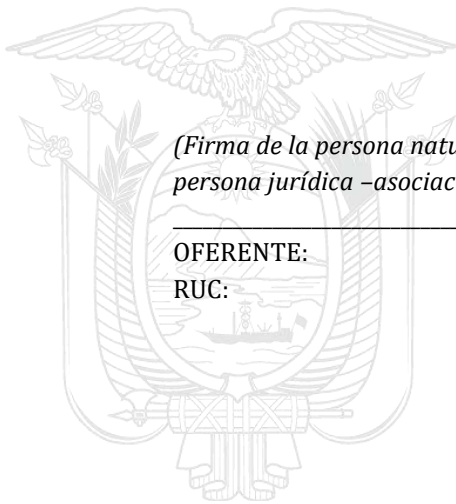 (Firma de la persona natu
persona jurídica –asociac
OFERENTE:
RUC: